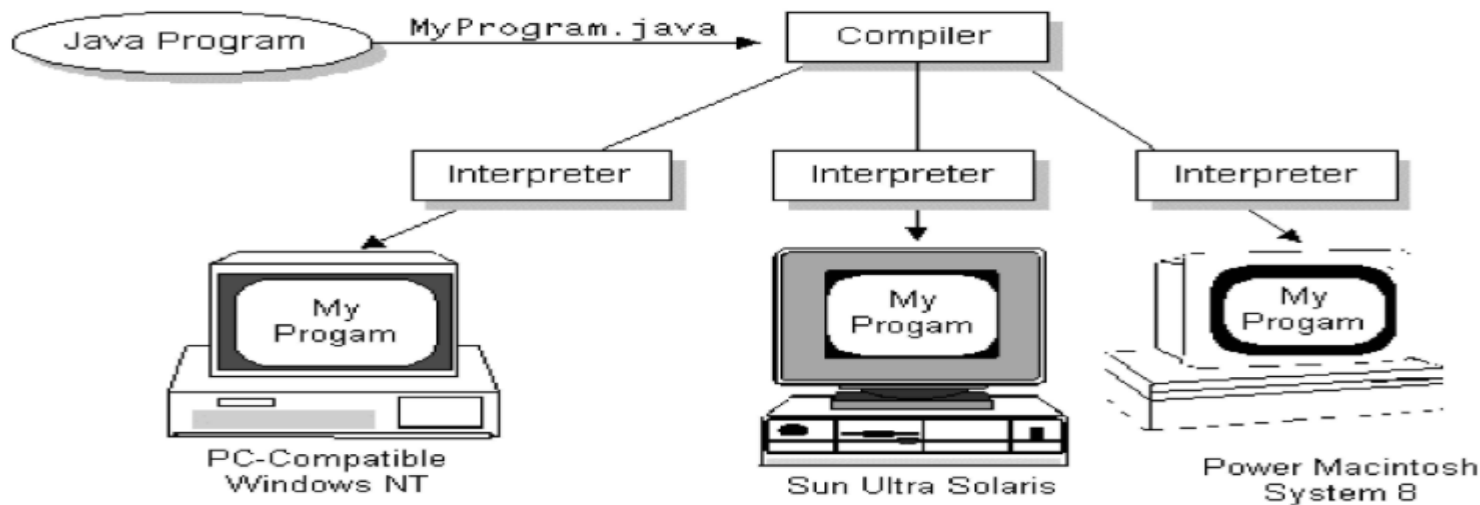 Java Program
MyProgram.java
Compiler
Interpreter
Interpreter
Interpreter
My
Progam
My
Progam
My
Progam
PC-Compatible
Windows NT
Sun Ultra Solaris
Power Macintosh
System 8